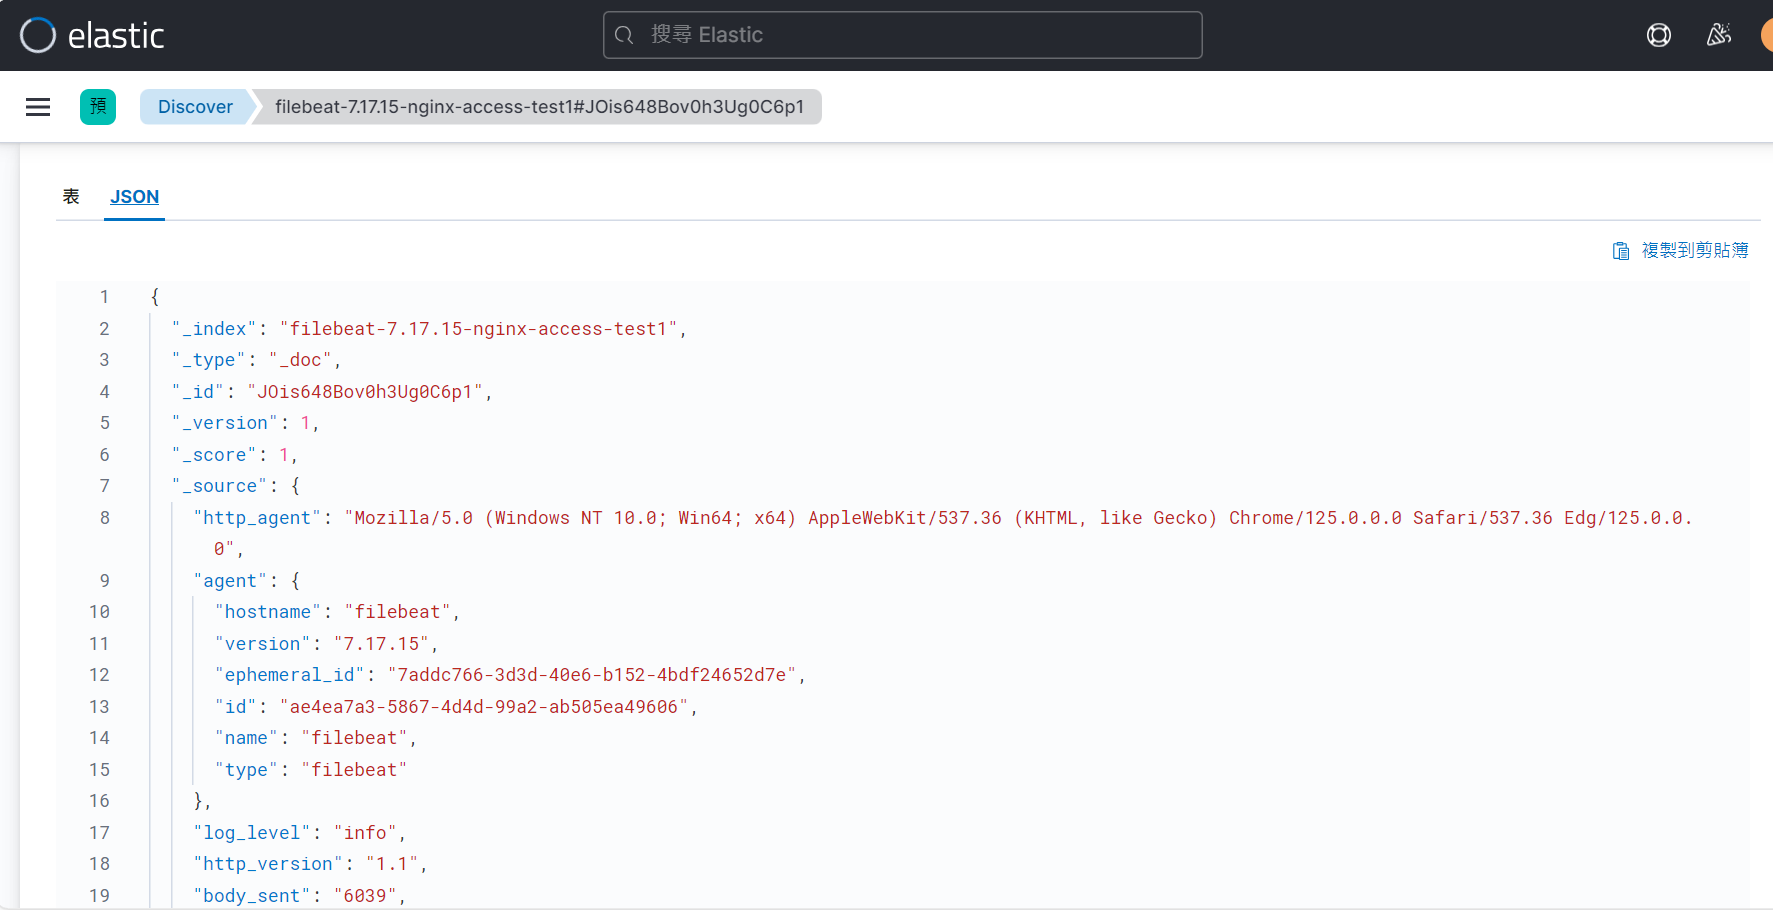 elastic
搜尋 Elastic
預
Discover
filebeat-7.17.15-nginx-access-test1#JOis648Bov0h3Ug0C6p1
表 JSON
複製到剪貼簿
1 {
2 "_index": "filebeat-7.17.15-nginx-access-test1",
3 "_type": "_doc",
4 "_id": "JOis648Bov0h3Ug0C6p1",
5 "_version": 1,
6 "_score": 1,
7 "_source": {
8 "http_agent": "Mozilla/5.0 (Windows NT 10.0; Win64; x64) AppleWebKit/537.36 (KHTML, like Gecko) Chrome/125.0.0.0 Safari/537.36 Edg/125.0.0.
0",
9 "agent": {
10 "hostname": "filebeat",
11 "version": "7.17.15",
12 "ephemeral_id": "7addc766-3d3d-40e6-b152-4bdf24652d7e",
13 "id": "ae4ea7a3-5867-4d4d-99a2-ab505ea49606",
14 "name": "filebeat",
15 "type": "filebeat"
16 },
17 "log_level": "info",
18 "http_version": "1.1",
19 "body_sent": "6039",